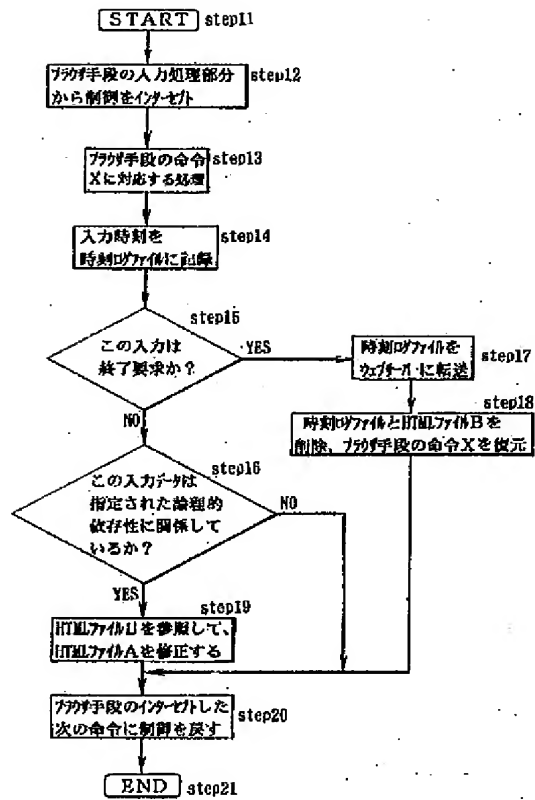 START step11
ブラウザ手段の入力処理部分 step12
から制御をインターセプト
ブラウザ手段の命令 step13
Xに対応する処理
入力時刻を step14
時刻ログファイルに記録
step15
この入力は
終了要求か?
YES
時刻ログファイルを
ウェブサーバーに転送
step17
NO
step18
時刻ログファイルとHTMLファイルBを
削除、ブラウザ手段の命令Xを復元
step16
この入力データは
指定された論理的
依存性に関係して
いるか?
NO
YES
step19
HTMLファイルBを参照して、
HTMLファイルAを修正する
ブラウザ手段のインターセプトした
次の命令に制御を戻す
step20
END step21